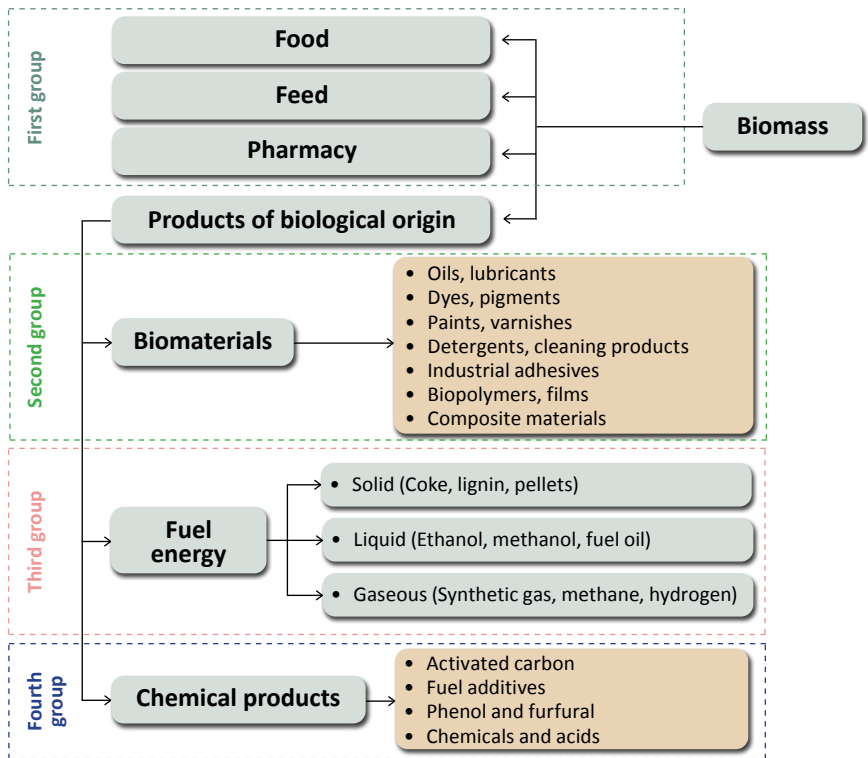 First group
Food
Feed
Pharmacy
Biomass
Products of biological origin
Second group
Biomaterials
• Oils, lubricants
• Dyes, pigments
• Paints, varnishes
• Detergents, cleaning products
• Industrial adhesives
• Biopolymers, films
• Composite materials
Third group
Fuel
energy
• Solid (Coke, lignin, pellets)
• Liquid (Ethanol, methanol, fuel oil)
• Gaseous (Synthetic gas, methane, hydrogen)
Fourth
group
Chemical products
• Activated carbon
• Fuel additives
• Phenol and furfural
• Chemicals and acids